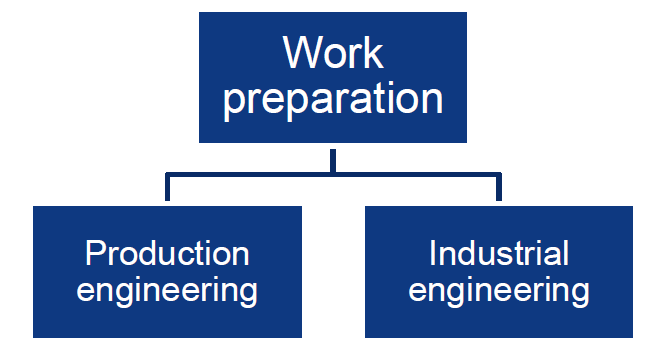 Work
preparation
Production
engineering
Industrial
engineering